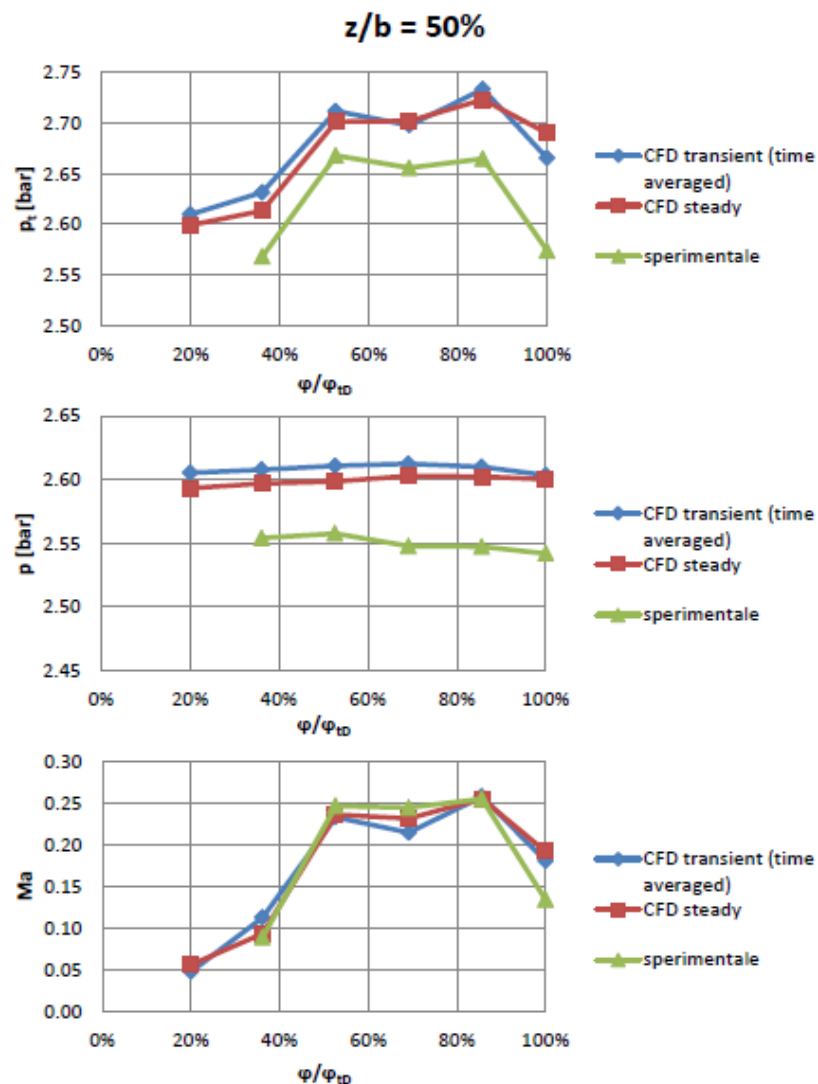 z/b = 50%
2.75
2.70
2.65
2.60
2.55
2.50
pt [bar]
0% 20% 40% 60% 80% 100%
φ/φtD
CFD transient (time
averaged)
CFD steady
sperimentale
2.65
2.60
2.55
2.50
2.45
p [bar]
0% 20% 40% 60% 80% 100%
φ/φtD
CFD transient (time
averaged)
CFD steady
sperimentale
0.30
0.25
0.20
0.15
0.10
0.05
0.00
Ma
0% 20% 40% 60% 80% 100%
φ/φtD
CFD transient (time
averaged)
CFD steady
sperimentale